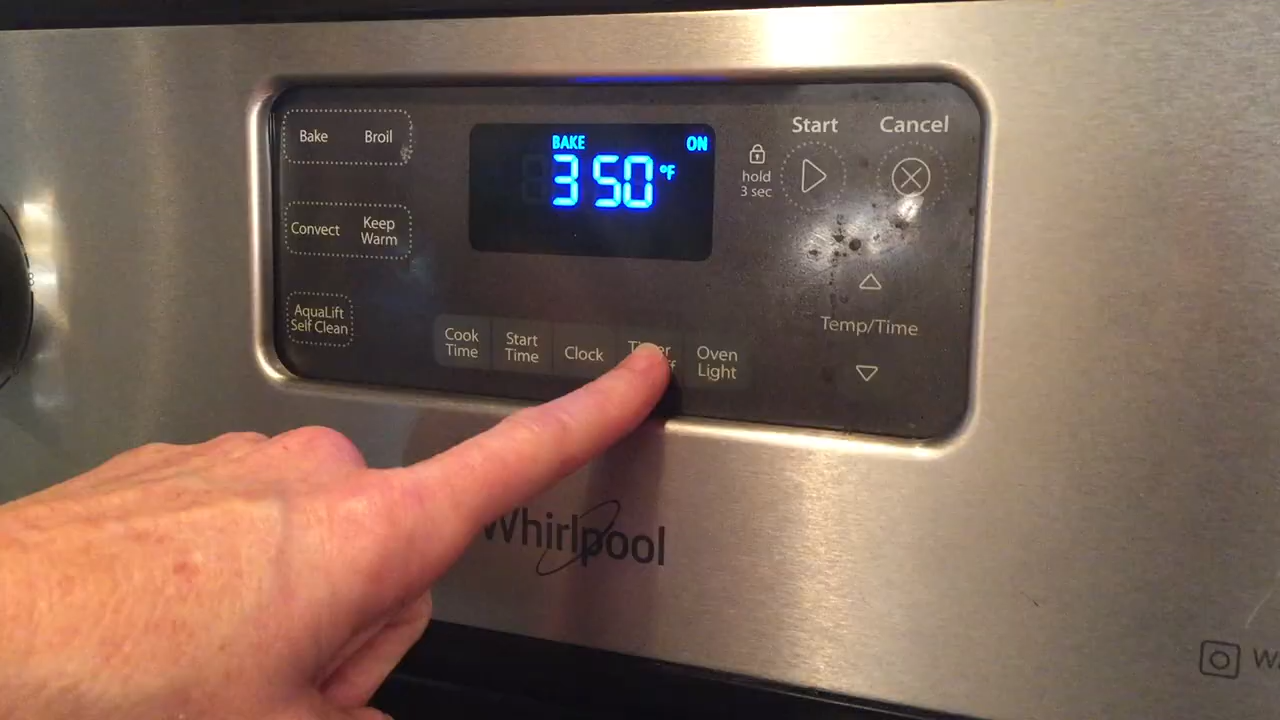 Bake Broil
BAKE ON
350°F
Start Cancel
hold
3 sec
Convect Keep
Warm
AquaLift
Self Clean
Temp/Time
Cook
Time
Start
Time
Clock
Oven
Light
Whirlpool